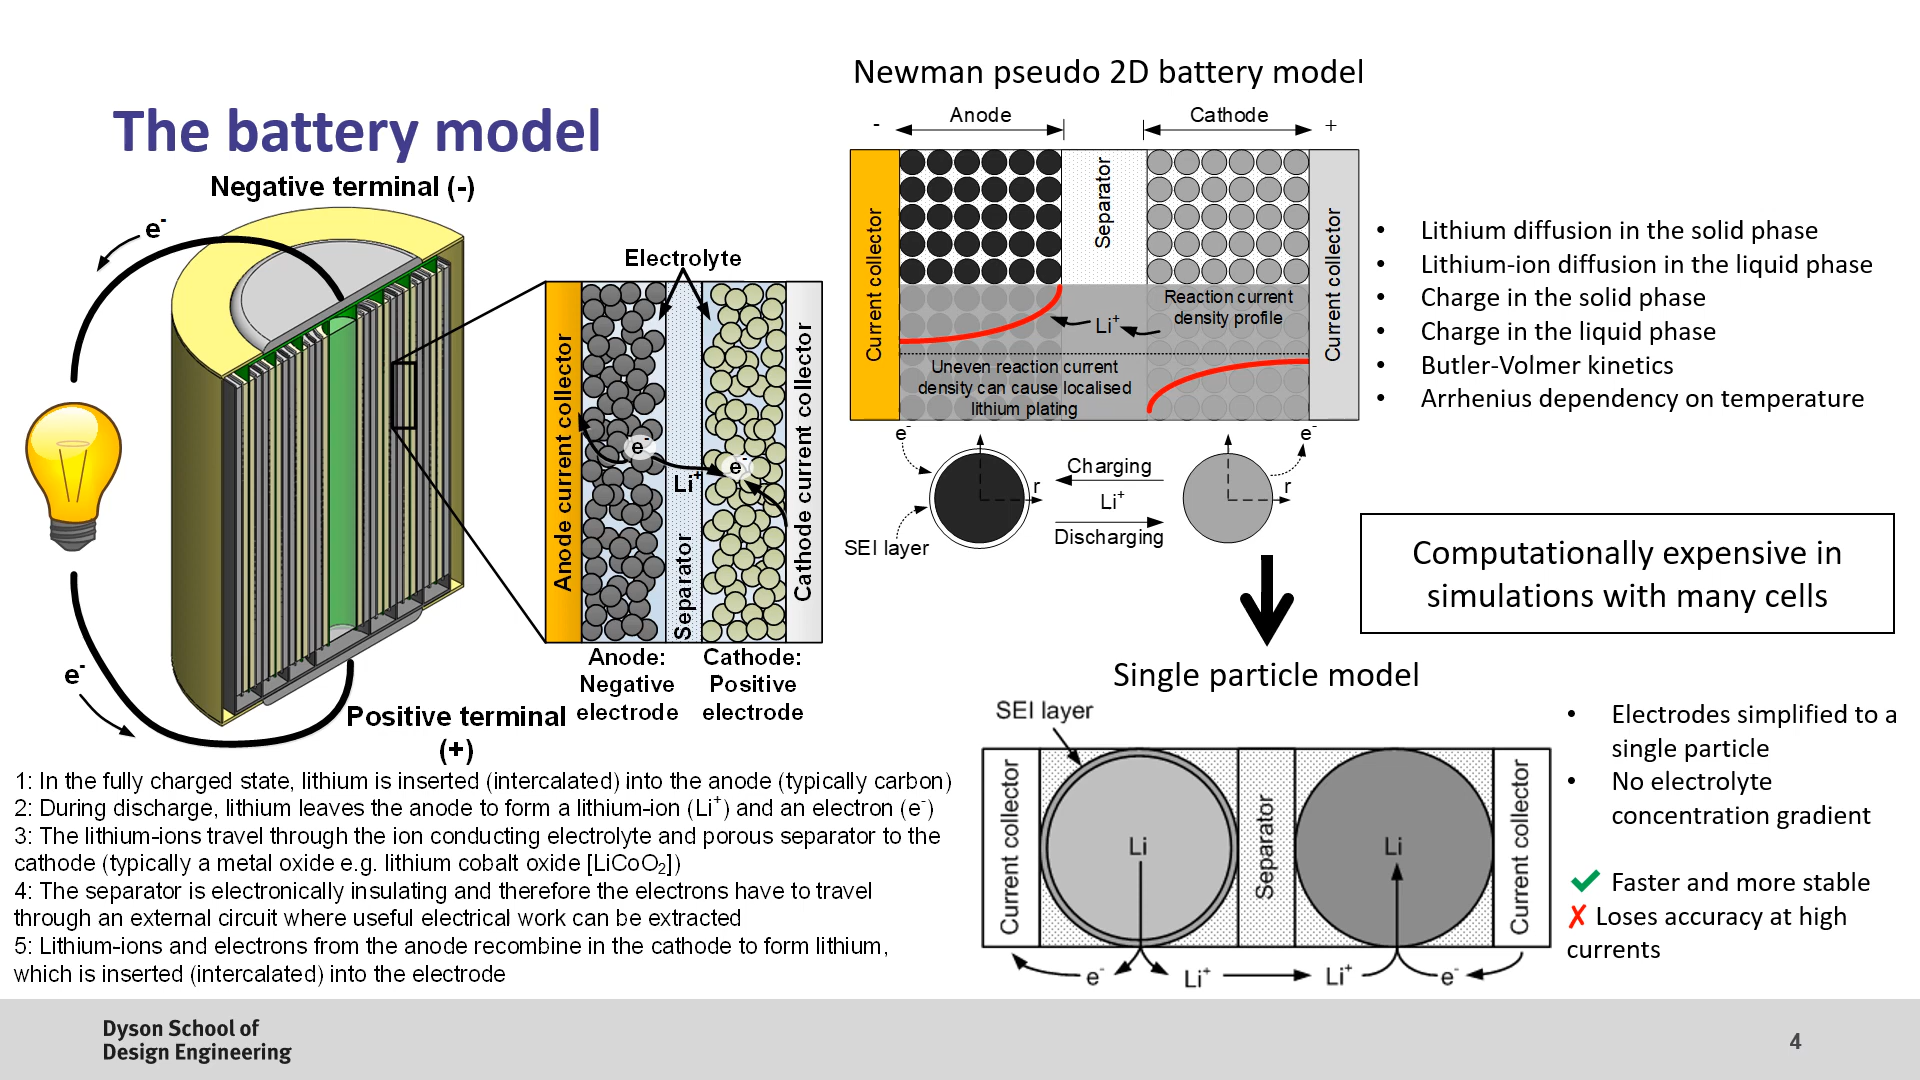 The battery model
Negative terminal (-)
e-
Electrolyte
Anode current collector
e-
Li+
e-
Separator
Cathode current collector
Anode:
Negative
electrode
Cathode:
Positive
electrode
e-
Positive terminal
(+)
1: In the fully charged state, lithium is inserted (intercalated) into the anode (typically carbon)
2: During discharge, lithium leaves the anode to form a lithium-ion (Li+) and an electron (e-)
3: The lithium-ions travel through the ion conducting electrolyte and porous separator to the
cathode (typically a metal oxide e.g. lithium cobalt oxide [LiCoO2])
4: The separator is electronically insulating and therefore the electrons have to travel
through an external circuit where useful electrical work can be extracted
5: Lithium-ions and electrons from the anode recombine in the cathode to form lithium,
which is inserted (intercalated) into the electrode
Newman pseudo 2D battery model
- Anode
Cathode +
Current collector
Separator
Current collector
Reaction current
density profile
Li+
Uneven reaction current
density can cause localised
lithium plating
e-
e-
r
r
Charging
Li+
Discharging
SEI layer
• Lithium diffusion in the solid phase
• Lithium-ion diffusion in the liquid phase
• Charge in the solid phase
• Charge in the liquid phase
• Butler-Volmer kinetics
• Arrhenius dependency on temperature
Computationally expensive in
simulations with many cells
Single particle model
SEI layer
Current collector
Li
Separator
Li
Current collector
e-
Li+
Li+
e-
• Electrodes simplified to a
single particle
• No electrolyte
concentration gradient
✓ Faster and more stable
✗ Loses accuracy at high
currents
Dyson School of
Design Engineering
4